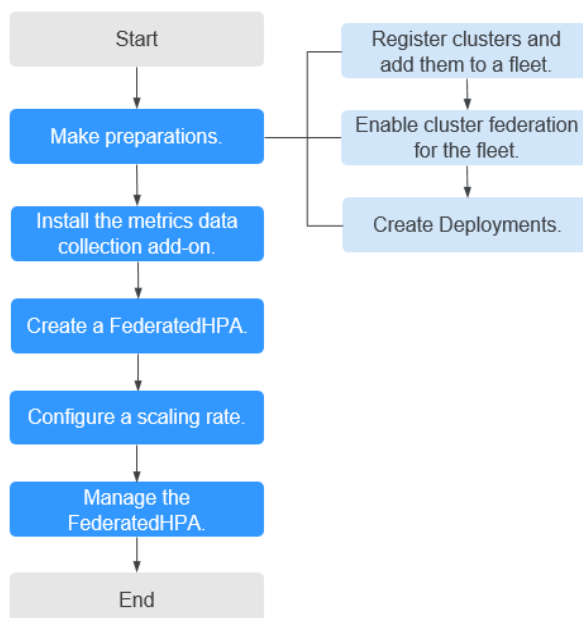 Start
Make preparations.
Install the metrics data
collection add-on.
Create a FederatedHPA.
Configure a scaling rate.
Manage the
FederatedHPA.
End
Register clusters and
add them to a fleet.
Enable cluster federation
for the fleet.
Create Deployments.